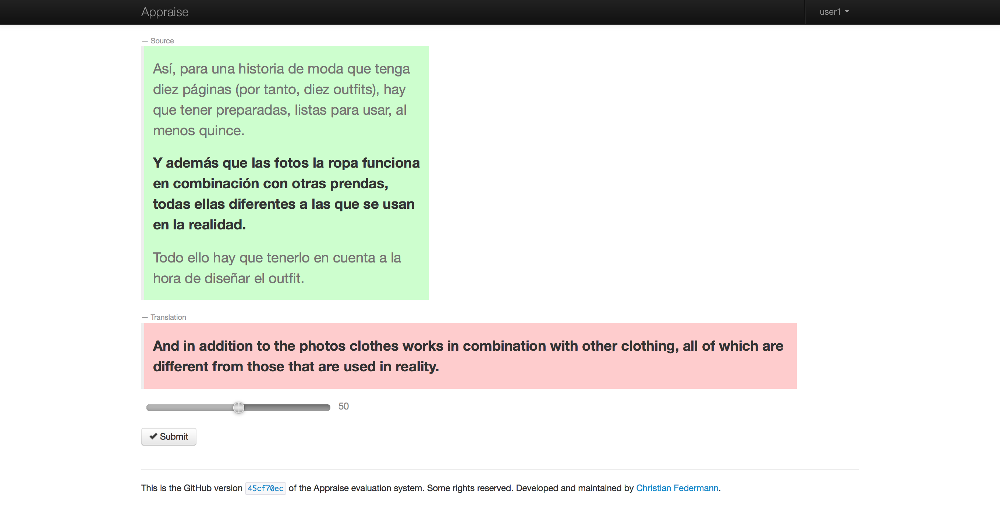 Appraise
user1
— Source
Así, para una historia de moda que tenga
diez páginas (por tanto, diez outfits), hay
que tener preparadas, listas para usar, al
menos quince.
Y además que las fotos la ropa funciona
en combinación con otras prendas,
todas ellas diferentes a las que se usan
en la realidad.
Todo ello hay que tenerlo en cuenta a la
hora de diseñar el outfit.
— Translation
And in addition to the photos clothes works in combination with other clothing, all of which are
different from those that are used in reality.
50
Submit
This is the GitHub version 45cf70ec of the Appraise evaluation system. Some rights reserved. Developed and maintained by Christian Federmann.